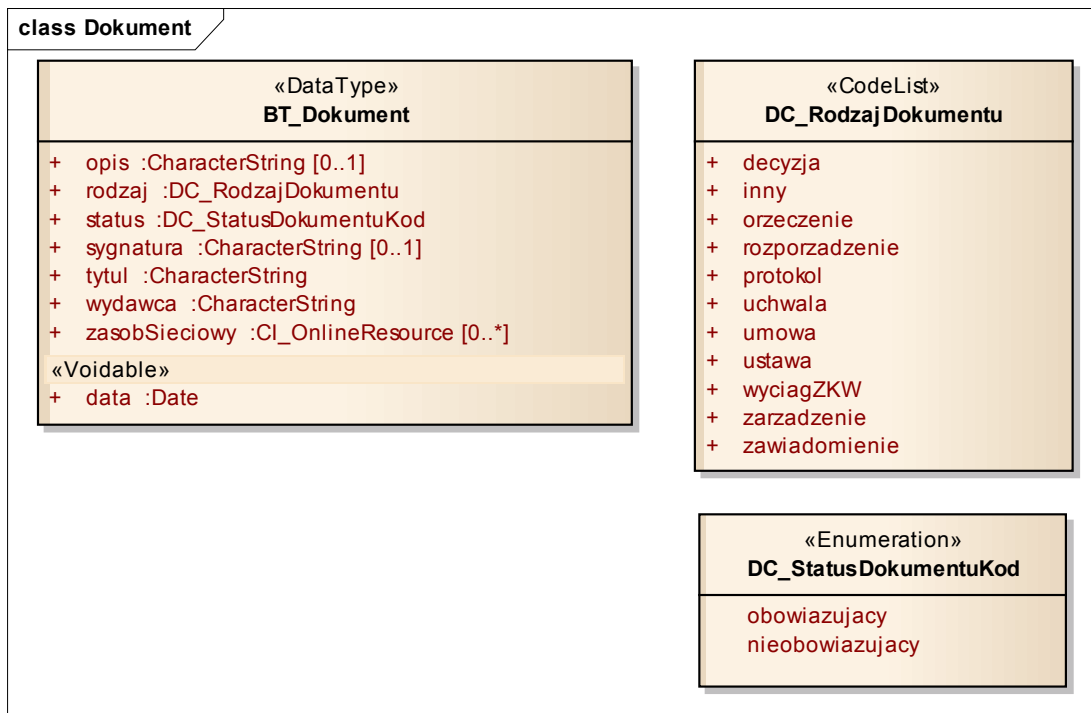 class Dokument
«DataType»
BT_Dokument
+ opis :CharacterString [0..1]
+ rodzaj :DC_RodzajDokumentu
+ status :DC_StatusDokumentuKod
+ sygnatura :CharacterString [0..1]
+ tytul :CharacterString
+ wydawca :CharacterString
+ zasobSieciowy :CI_OnlineResource [0..*]
«Voidable»
+ data :Date
«CodeList»
DC_RodzajDokumentu
+ decyzja
+ inny
+ orzeczenie
+ rozporzadzenie
+ protokol
+ uchwala
+ umowa
+ ustawa
+ wyciagZKW
+ zarzadzenie
+ zawiadomienie
«Enumeration»
DC_StatusDokumentuKod
obowiazujacy
nieobowiazujacy